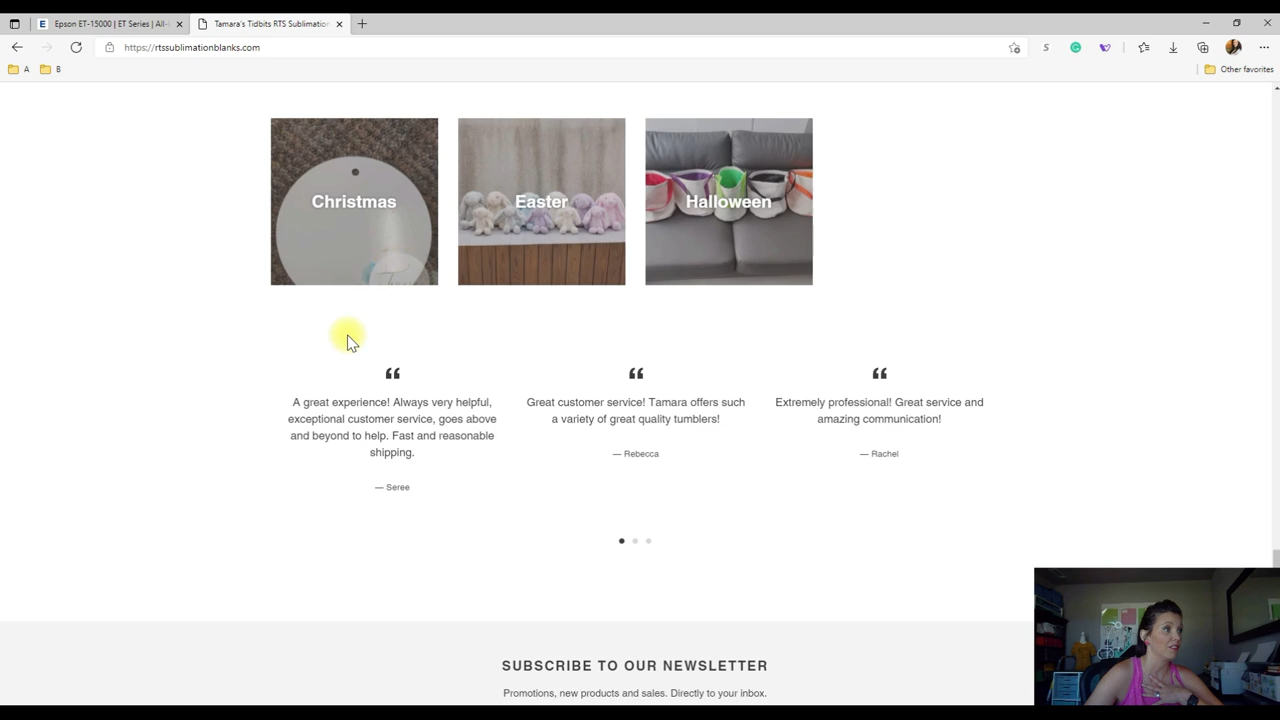 Epson ET-15000 | ET Series | All-
Tamara's Tidbits RTS Sublimation
https://rtssublimationblanks.com
A
B
Other favorites
Christmas
Easter
Halloween
A great experience! Always very helpful,
exceptional customer service, goes above
and beyond to help. Fast and reasonable
shipping.
— Seree
Great customer service! Tamara offers such
a variety of great quality tumblers!
— Rebecca
Extremely professional! Great service and
amazing communication!
— Rachel
SUBSCRIBE TO OUR NEWSLETTER
Promotions, new products and sales. Directly to your inbox.